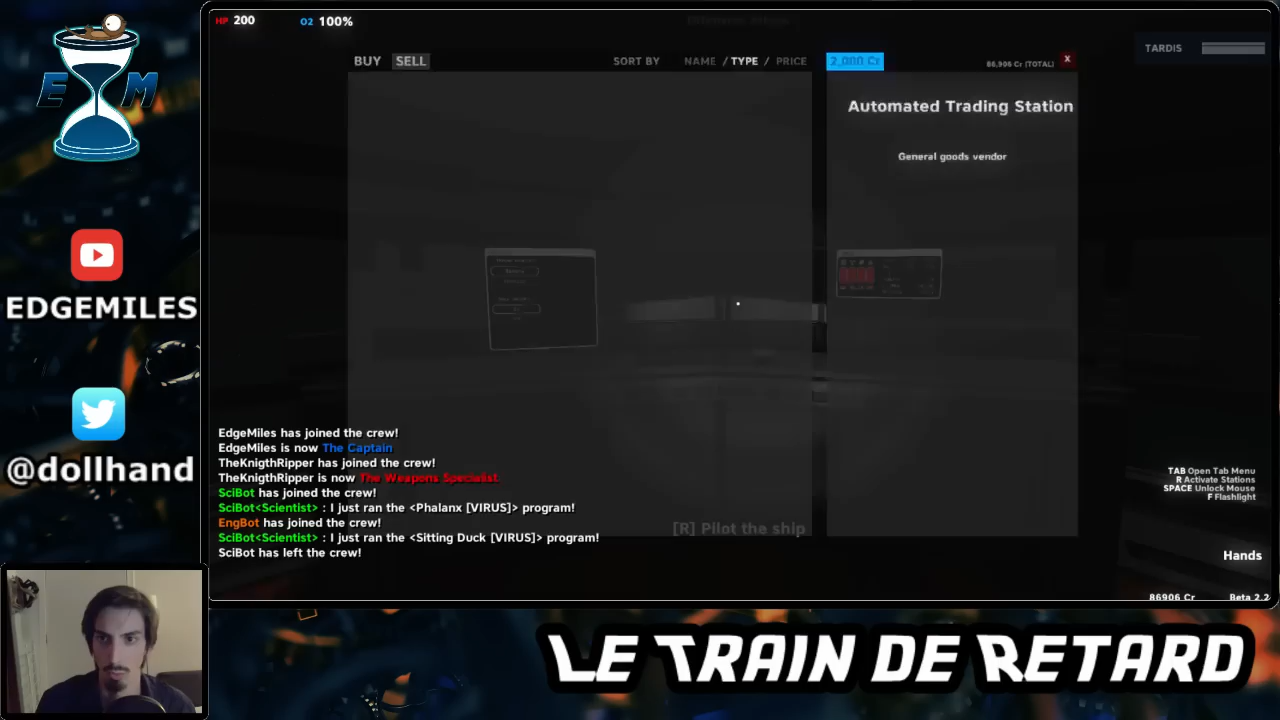 HP 200
O2 100%
TARDIS
BUY SELL
SORT BY NAME / TYPE / PRICE
2,000 Cr
86,906 Cr (TOTAL)
X
Automated Trading Station
General goods vendor
E M
EDGEMILES
@dollhand
EdgeMiles has joined the crew!
EdgeMiles is now The Captain
TheKnigthRipper has joined the crew!
TheKnigthRipper is now The Weapons Specialist
SciBot has joined the crew!
SciBot<Scientist> : I just ran the <Phalanx [VIRUS]> program!
EngBot has joined the crew!
SciBot<Scientist> : I just ran the <Sitting Duck [VIRUS]> program!
SciBot has left the crew!
[R] Pilot the ship
TAB Open Tab Menu
R Activate Stations
SPACE Unlock Mouse
F Flashlight
Hands
86906 Cr
Beta 2.2
LE TRAIN DE RETARD